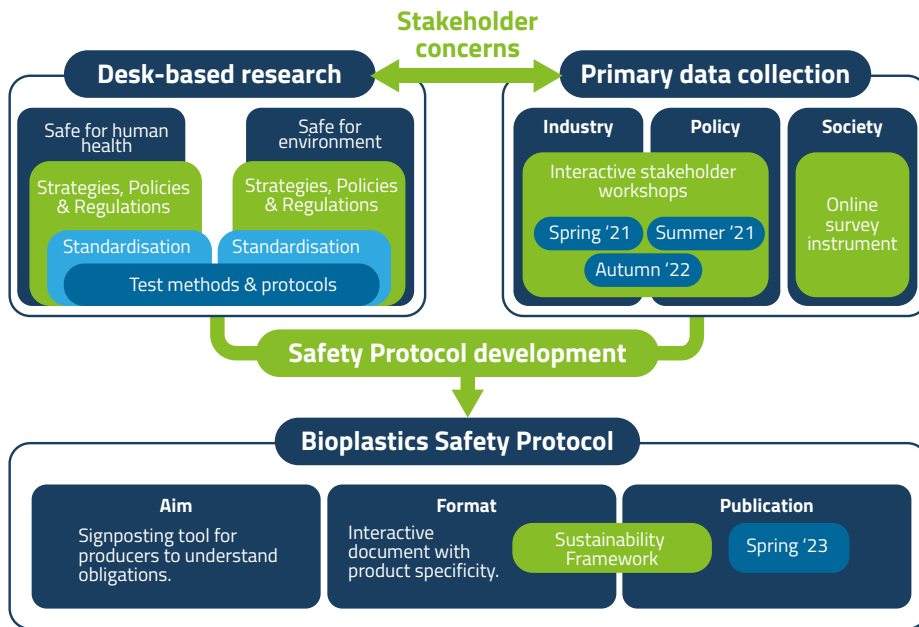 Stakeholder
concerns
Desk-based research
Primary data collection
Safe for human
health
Safe for
environment
Strategies, Policies
& Regulations
Strategies, Policies
& Regulations
Standardisation
Standardisation
Test methods & protocols
Industry
Policy
Society
Interactive stakeholder
workshops
Spring ‘21
Summer ‘21
Autumn ‘22
Online
survey
instrument
Safety Protocol development
Bioplastics Safety Protocol
Aim
Signposting tool for
producers to understand
obligations.
Format
Interactive
document with
product specificity.
Sustainability
Framework
Publication
Spring ‘23